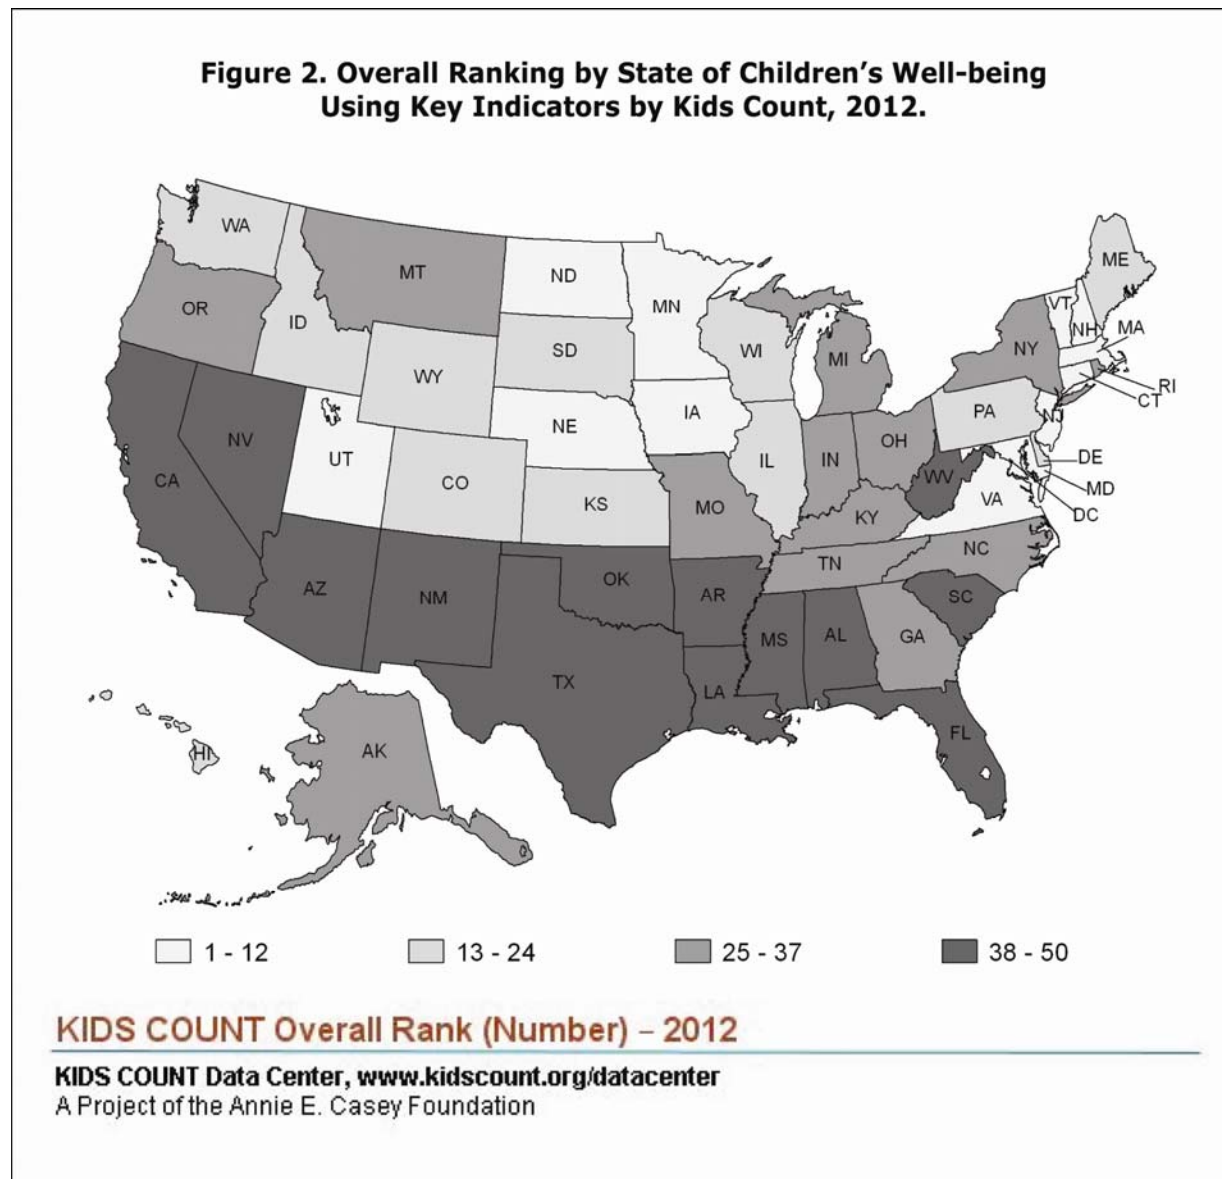 Figure 2. Overall Ranking by State of Children’s Well-being
Using Key Indicators by Kids Count, 2012.
WA
MT
ND
MN
ME
VT
NH
MA
OR
ID
SD
WI
MI
NY
WY
RI
CT
NE
IA
PA
NJ
NV
UT
CO
IL
IN
OH
DE
CA
KS
MO
WV
MD
VA
DC
KY
NC
TN
AZ
NM
OK
AR
SC
MS
AL
GA
TX
LA
FL
HI
AK
1 - 12
13 - 24
25 - 37
38 - 50
KIDS COUNT Overall Rank (Number) – 2012
KIDS COUNT Data Center, www.kidscount.org/datacenter
A Project of the Annie E. Casey Foundation